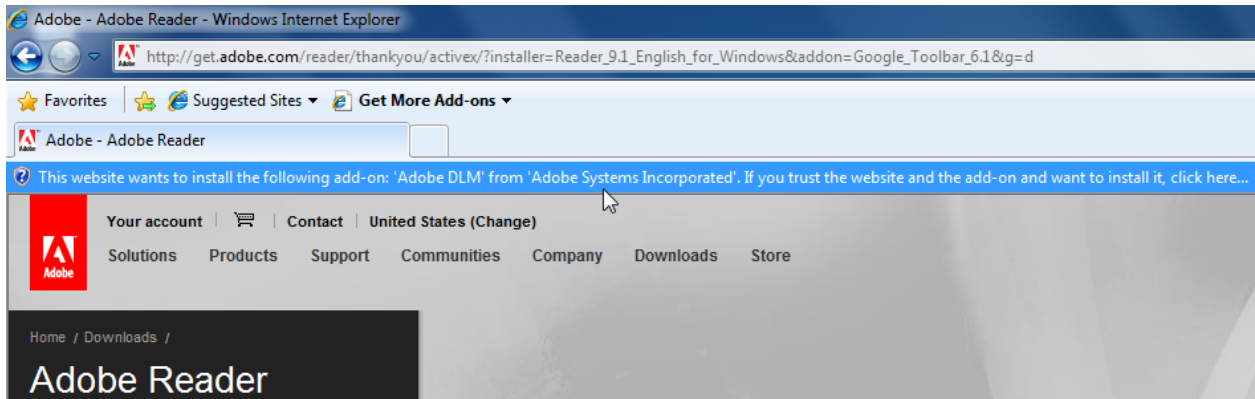 Adobe - Adobe Reader - Windows Internet Explorer
http://get.adobe.com/reader/thankyou/activex/?installer=Reader_9.1_English_for_Windows&addon=Google_Toolbar_6.1&g=d
Favorites Suggested Sites Get More Add-ons
Adobe - Adobe Reader
This website wants to install the following add-on: 'Adobe DLM' from 'Adobe Systems Incorporated'. If you trust the website and the add-on and want to install it, click here...
Your account | | Contact | United States (Change)
Solutions Products Support Communities Company Downloads Store
Adobe
Home / Downloads /
Adobe Reader